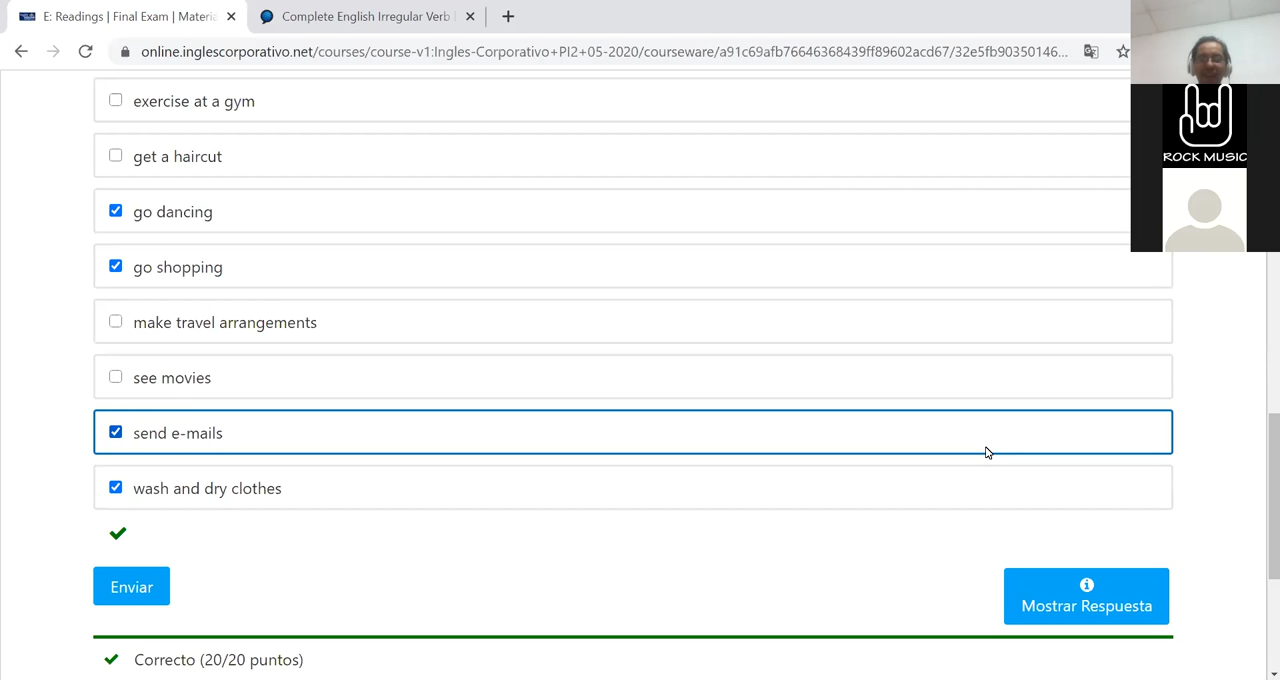 E: Readings | Final Exam | Materia
Complete English Irregular Verb
online.inglescorporativo.net/courses/course-v1:Ingles-Corporativo+PI2+05-2020/courseware/a91c69afb76646368439ff89602acd67/32e5fb90350146...
exercise at a gym
ROCK MUSIC
get a haircut
go dancing
go shopping
make travel arrangements
see movies
send e-mails
wash and dry clothes
Enviar
Mostrar Respuesta
Correcto (20/20 puntos)